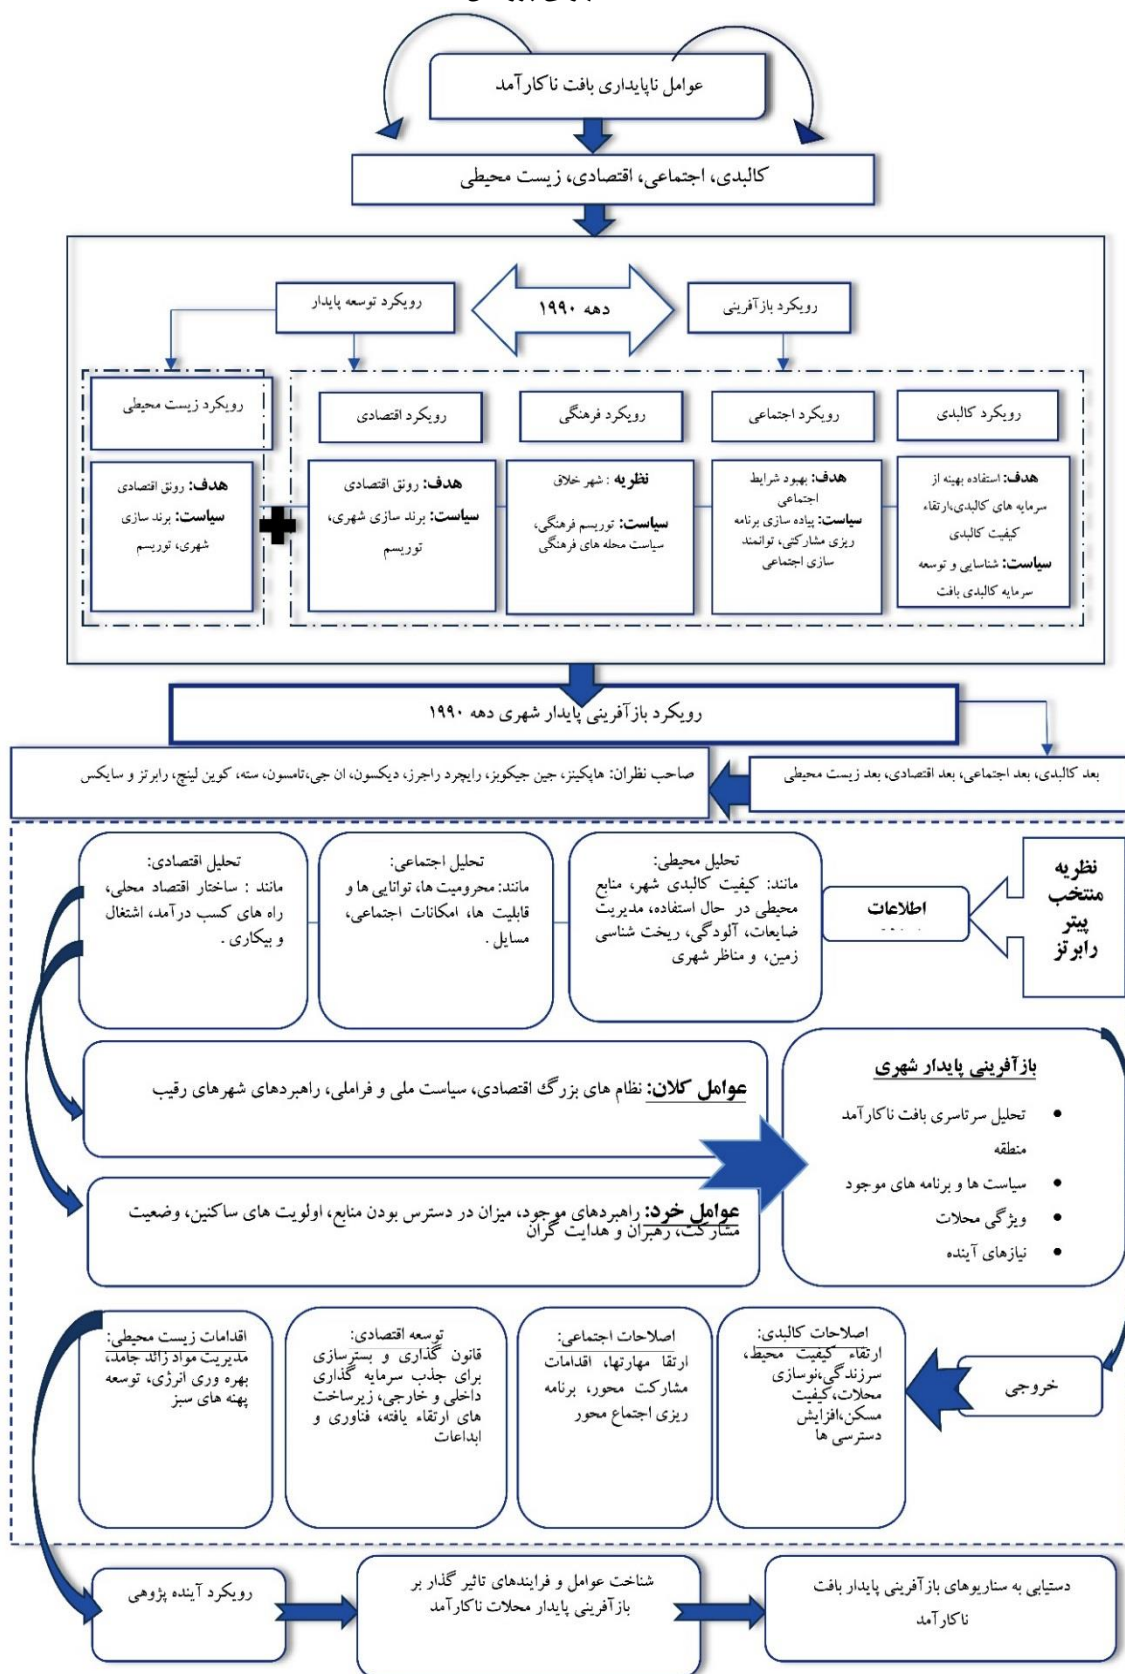 عوامل ناپایداری بافت ناکارآمد
کالبدی، اجتماعی، اقتصادی، زیست محیطی
رویکرد بازآفرینی
دهه ۱۹۹۰
رویکرد توسعه پایدار
رویکرد کالبدی
رویکرد اجتماعی
رویکرد فرهنگی
رویکرد اقتصادی
رویکرد زیست محیطی
هدف: استفاده بهینه از
سرمایه های کالبدی،ارتقاء
کیفیت کالبدی
سیاست: شناسایی و توسعه
سرمایه کالبدی بافت
هدف: بهبود شرایط
اجتماعی
سیاست: پیاده سازی برنامه
ریزی مشارکتی، توانمند
سازی اجتماعی
نظریه : شهر خلاق
سیاست: توریسم فرهنگی،
سیاست محله های فرهنگی
هدف: رونق اقتصادی
سیاست: برند سازی شهری،
توریسم
هدف: رونق اقتصادی
سیاست: برند سازی
شهری، توریسم
رویکرد بازآفرینی پایدار شهری دهه ۱۹۹۰
بعد کالبدی، بعد اجتماعی، بعد اقتصادی، بعد زیست محیطی
صاحب نظران: هاپکینز، جین جیکوبز، رایچرد راجرز، دیکسون، ان جی،تامسون، سته، کوین لینچ، رابرتز و سایکس
نظریه
منتخب
پیتر
رابرتز
اطلاعات
تحلیل محیطی:
مانند: کیفیت کالبدی شهر، منابع
محیطی در حال استفاده، مدیریت
ضایعات، آلودگی، ریخت شناسی
زمین، و مناظر شهری
تحلیل اجتماعی:
مانند: محرومیت ها، توانایی ها و
قابلیت ها، امکانات اجتماعی،
مسایل .
تحلیل اقتصادی:
مانند : ساختار اقتصاد محلی،
راه های کسب درآمد، اشتغال
و بیکاری .
عوامل کلان: نظام های بزرگ اقتصادی، سیاست ملی و فراملی، راهبردهای شهرهای رقیب
عوامل خرد: راهبردهای موجود، میزان در دسترس بودن منابع، اولویت های ساکنین، وضعیت
مشارکت، رهبران و هدایت گران
بازآفرینی پایدار شهری
• تحلیل سرتاسری بافت ناکارآمد
منطقه
• سیاست ها و برنامه های موجود
• ویژگی محلات
• نیازهای آینده
خروجی
اصلاحات کالبدی:
ارتقاء کیفیت محیط،
سرزندگی،نوسازی
محلات،کیفیت
مسکن،افزایش
دسترسی ها
اصلاحات اجتماعی:
ارتقا مهارتها، اقدامات
مشارکت محور، برنامه
ریزی اجتماع محور
توسعه اقتصادی:
قانون گذاری و بسترسازی
برای جذب سرمایه گذاری
داخلی و خارجی، زیرساخت
های ارتقاء یافته، فناوری و
ابداعات
اقدامات زیست محیطی:
مدیریت مواد زائد جامد،
بهره وری انرژی، توسعه
پهنه های سبز
رویکرد آینده پژوهی
شناخت عوامل و فرایندهای تاثیر گذار بر
بازآفرینی پایدار محلات ناکارآمد
دستیابی به سناریوهای بازآفرینی پایدار بافت
ناکارآمد